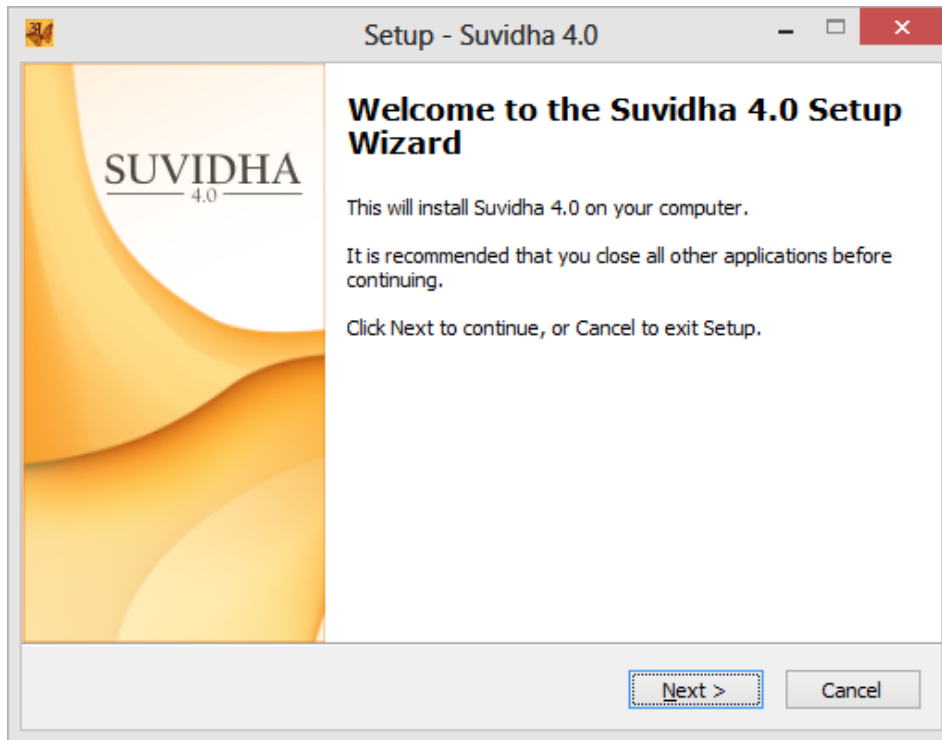 Setup - Suvidha 4.0
SUVIDHA
4.0
Welcome to the Suvidha 4.0 Setup
Wizard
This will install Suvidha 4.0 on your computer.
It is recommended that you close all other applications before
continuing.
Click Next to continue, or Cancel to exit Setup.
Next >
Cancel